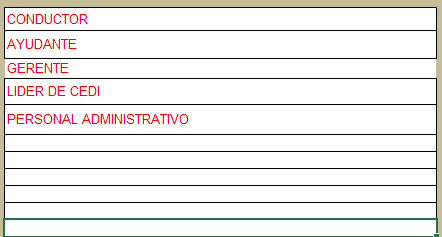 CONDUCTOR
AYUDANTE
GERENTE
LIDER DE CEDI
PERSONAL ADMINISTRATIVO